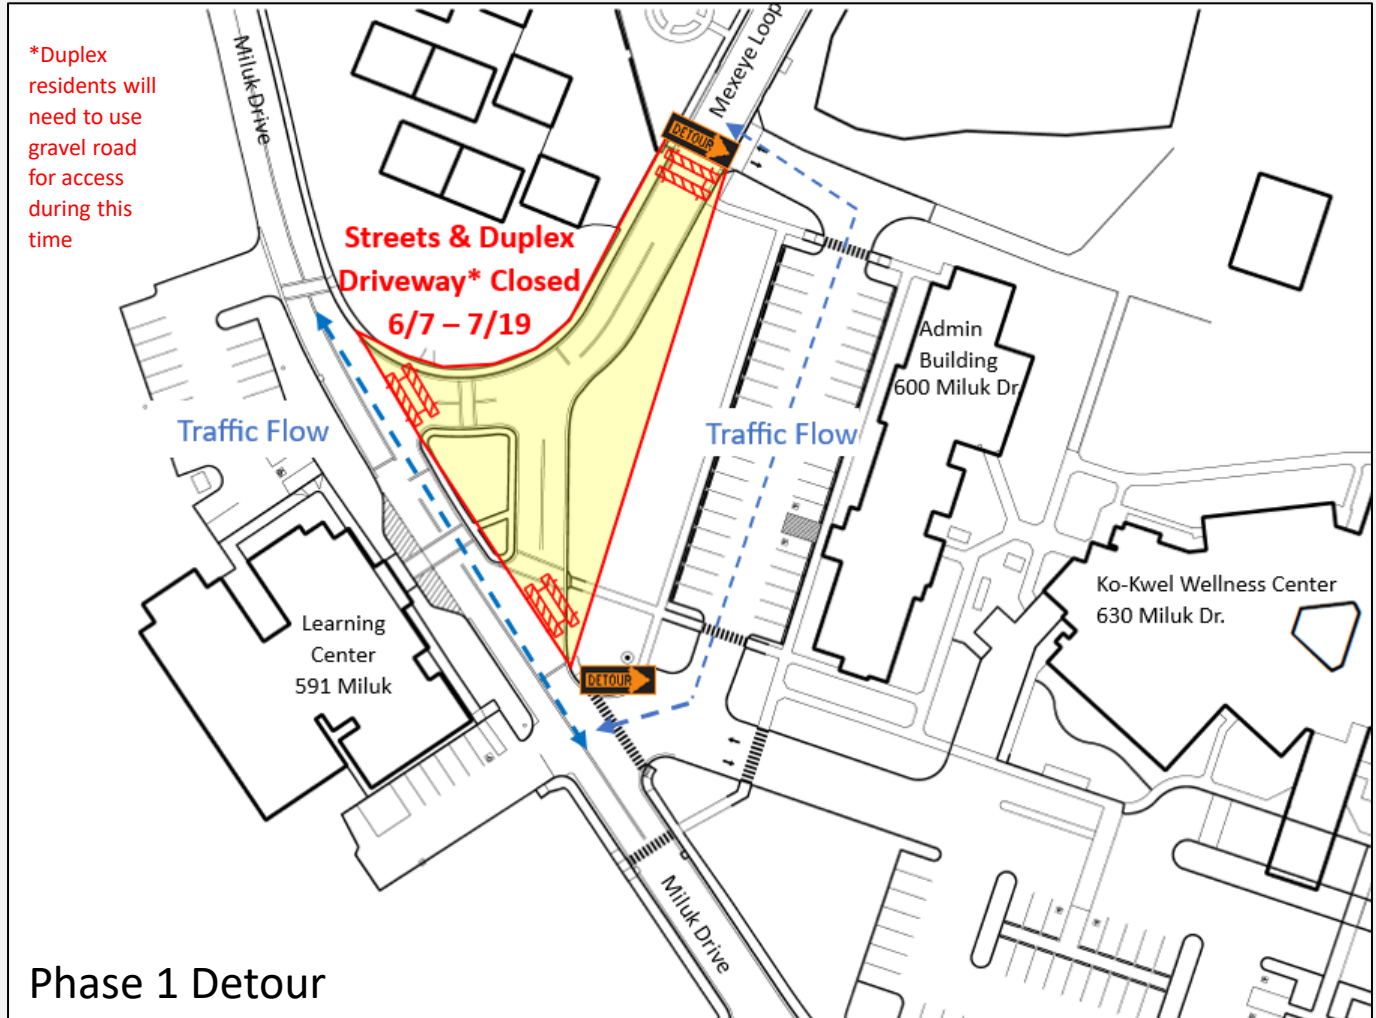 *Duplex
residents will
need to use
gravel road
for access
during this
time
Miluk Drive
Mexeye Loop
DETOUR
Streets & Duplex
Driveway* Closed
6/7 – 7/19
Traffic Flow
Traffic Flow
Admin
Building
600 Miluk Dr
Ko-Kwel Wellness Center
630 Miluk Dr.
Learning
Center
591 Miluk
DETOUR
Miluk Drive
Phase 1 Detour